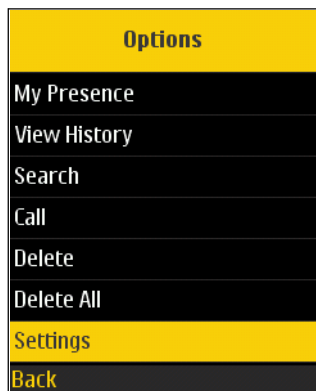 Options
My Presence
View History
Search
Call
Delete
Delete All
Settings
Back